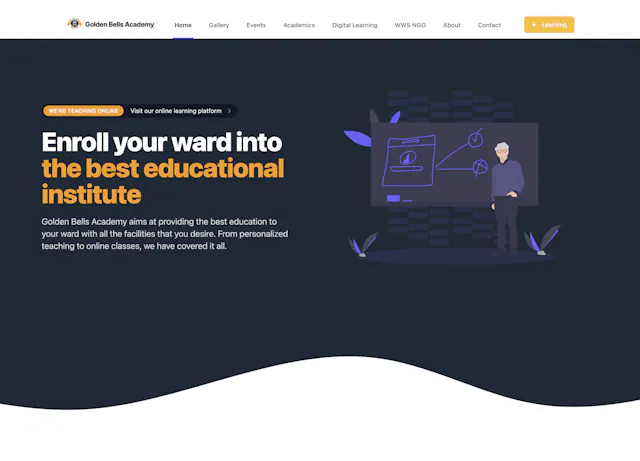 Golden Bells Academy
Home Gallery Events Academics Digital Learning WWS NGO About Contact + Learning
WE'RE TEACHING ONLINE Visit our online learning platform >
Enroll your ward into
the best educational
institute
Golden Bells Academy aims at providing the best education to
your ward with all the facilities that you desire. From personalized
teaching to online classes, we have covered it all.